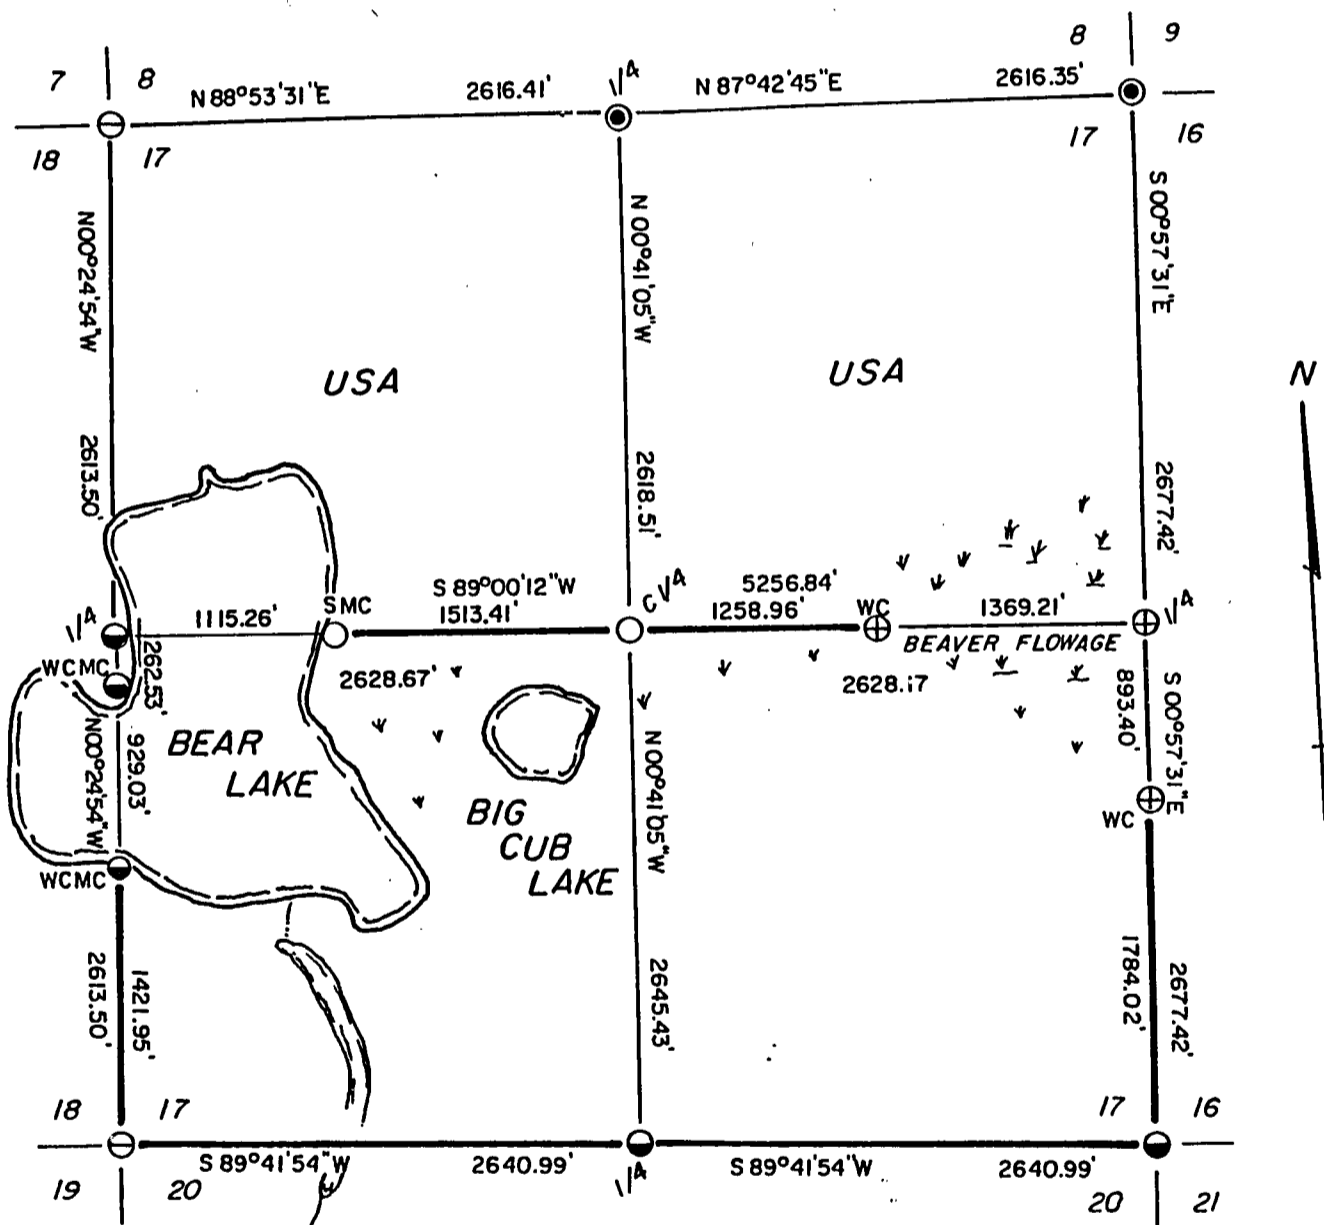 8 9
7 8
N 88°53'31"E 2616.41' 1/4 N 87°42'45"E 2616.35'
18 17
17 16
N00°24'54"W
2613.50'
N 00°41'05"W
2618.51'
S 00°57'31"E
2677.42'
USA
USA
N
S 89°00'12"W
5256.84'
1/4
1115.26'
SMC
1513.41'
C 1/4
1258.96'
WC
1369.21'
1/4
BEAVER FLOWAGE
WCMC
262.53'
2628.67'
2628.17
893.40'
S 00°57'31"E
N00°24'54"W
929.03'
BEAR
LAKE
BIG
CUB
LAKE
N00°41'05"W
WC
WCMC
2613.50'
1421.95'
2645.43'
1784.02'
2677.42'
18 17
17 16
S 89°41'54"W 2640.99' 1/4 S 89°41'54"W 2640.99'
19 20
20 21